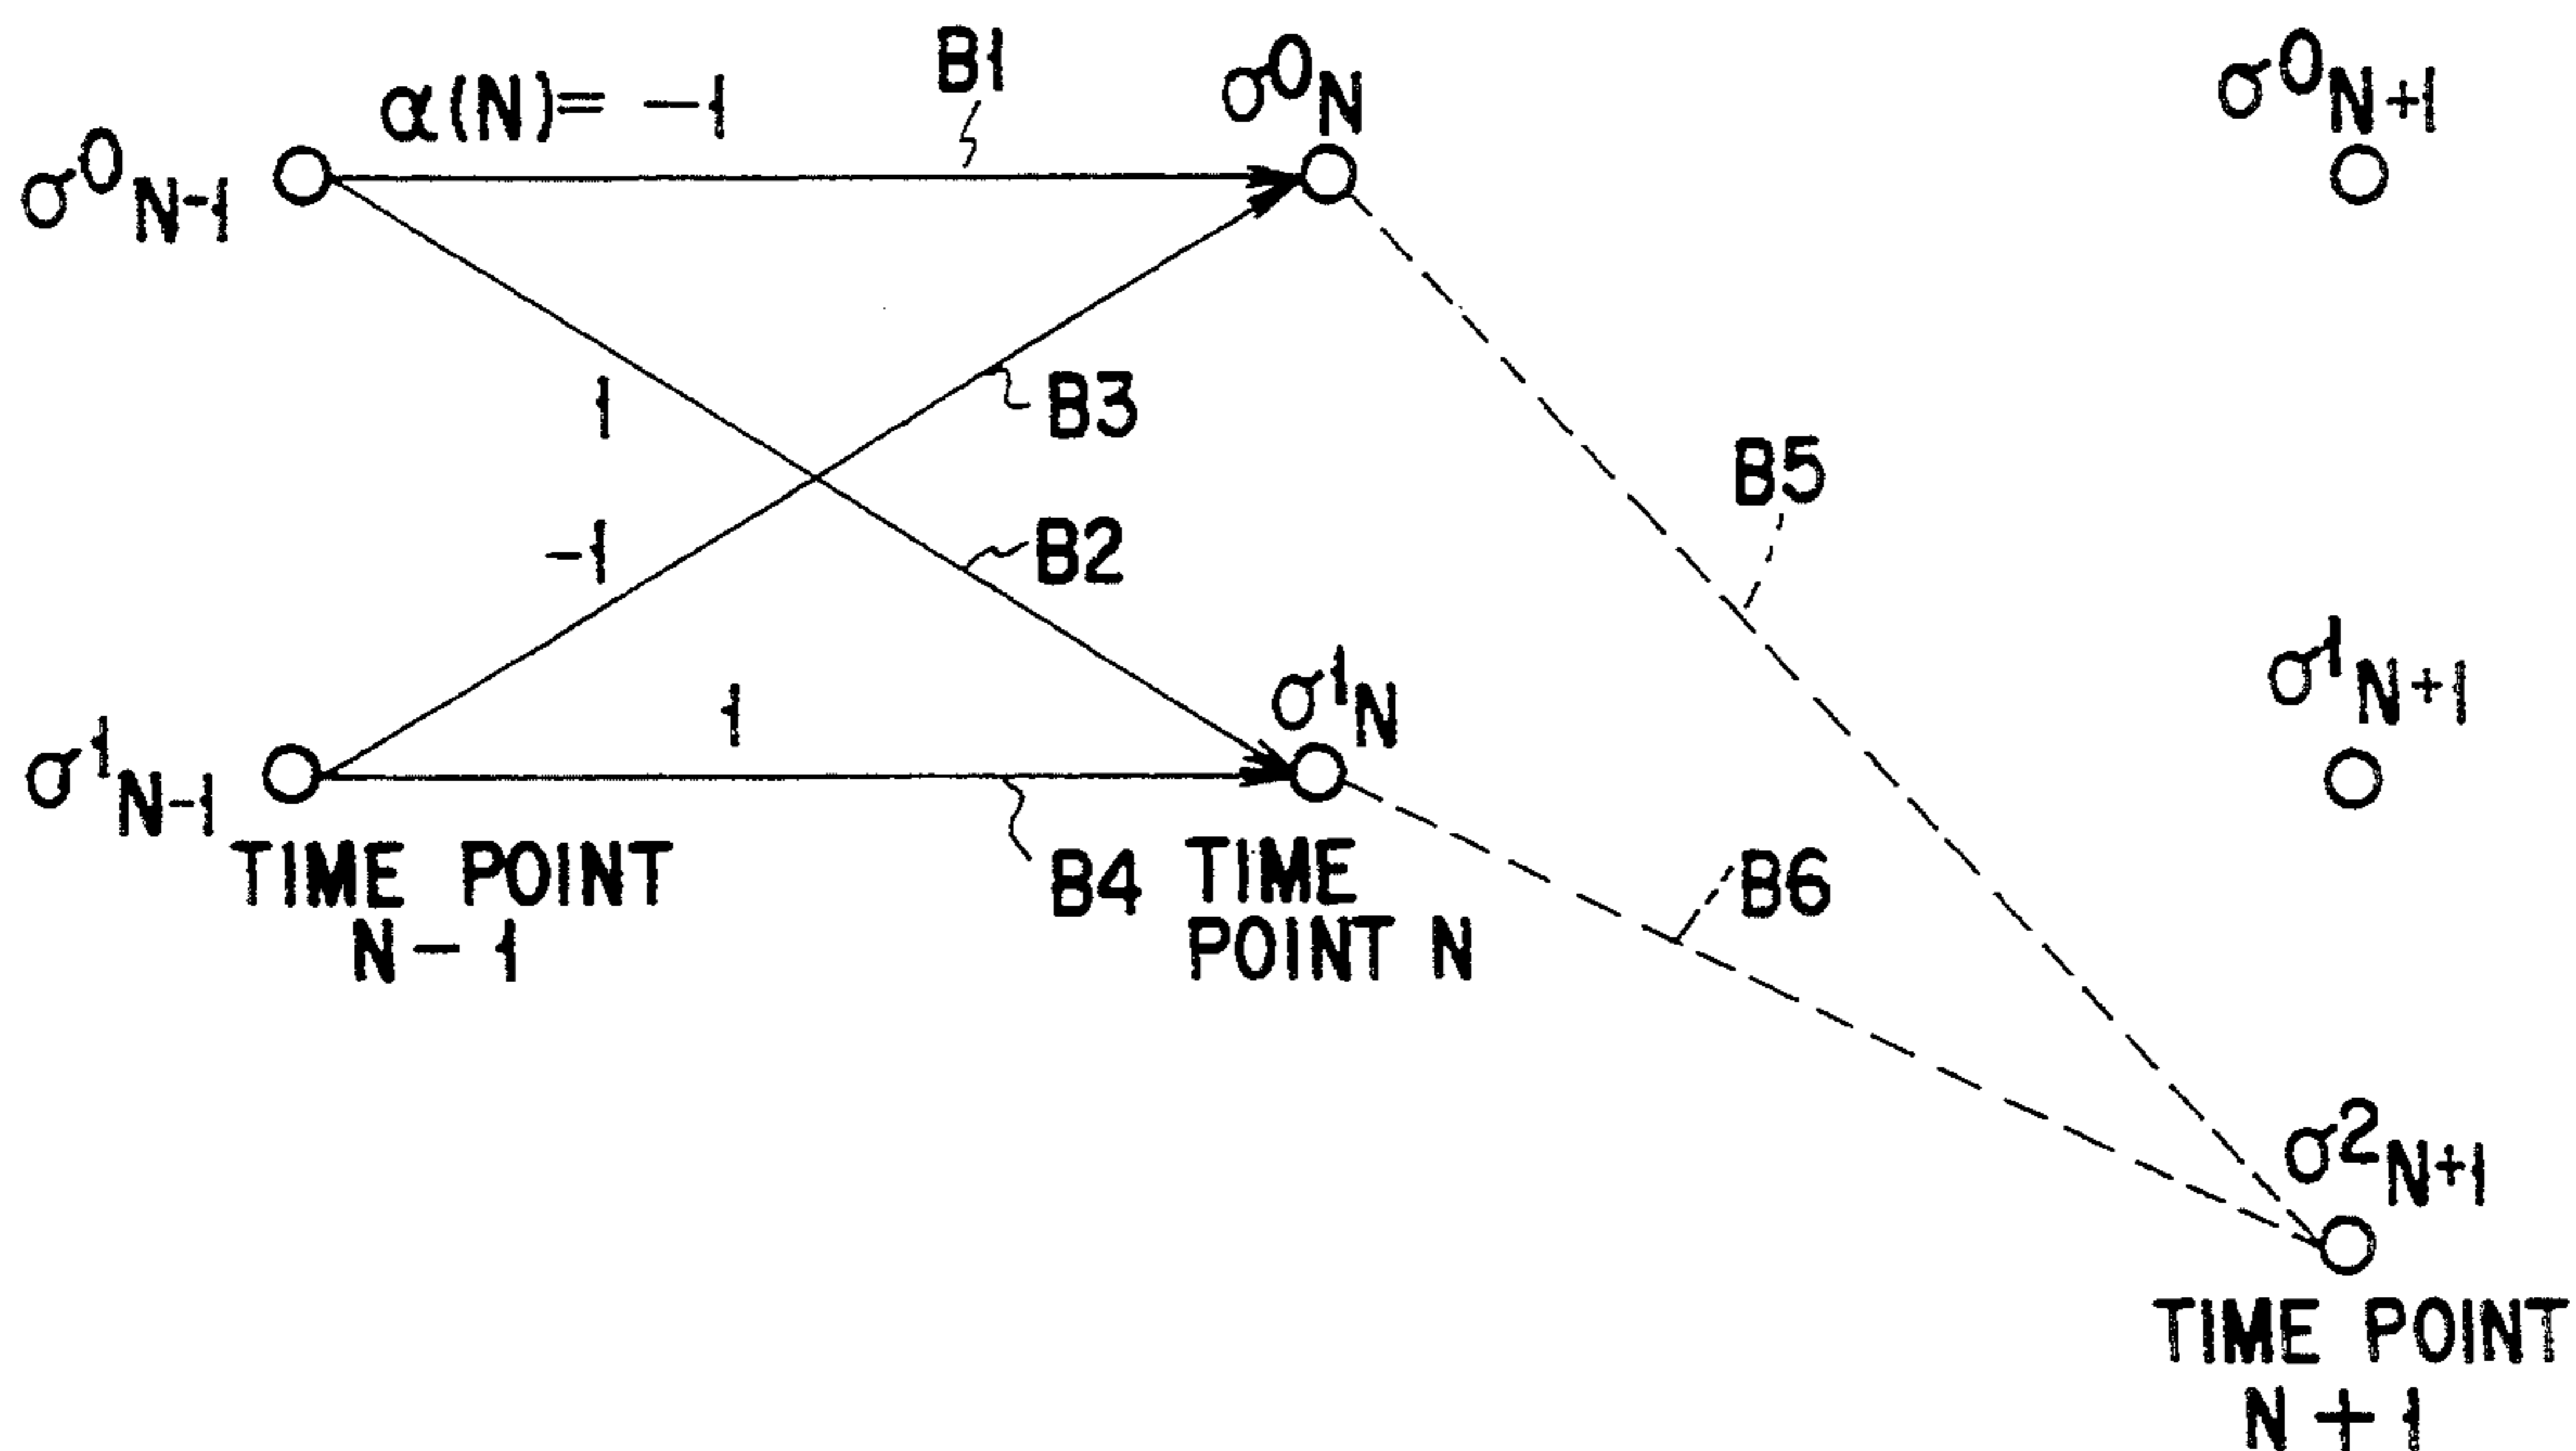 α(N)= -1
B1
σ⁰N
σ⁰N+1
σ⁰N-1
1
B3
-1
B2
B5
σ¹N-1
1
σ¹N
σ¹N+1
B4
B6
TIME POINT
N-1
TIME
POINT N
σ²N+1
TIME POINT
N+1